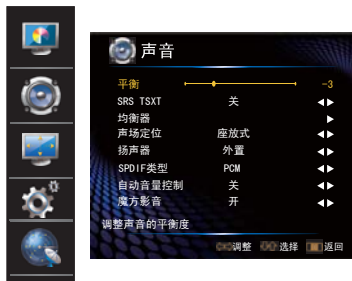 声音
平衡 -3
SRS TSXT 关
均衡器
声场定位 座放式
扬声器 外置
SPDIF类型 PCM
自动音量控制 关
魔方影音 开
调整声音的平衡度
调整 选择 返回